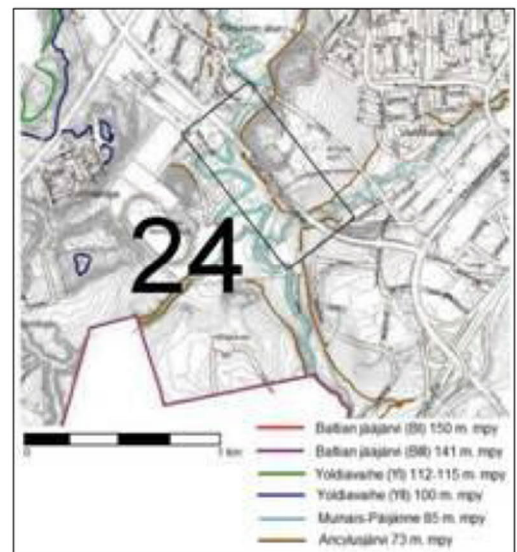 24
0
1 km
Baltian jääjärvi (BI) 150 m. mpy
Baltian jääjärvi (BIII) 141 m. mpy
Yoldiavaihe (YI) 112-115 m. mpy
Yoldiavaihe (YII) 100 m. mpy
Muinais-Päijänne 85 m. mpy
Ancylusjärvi 73 m. mpy